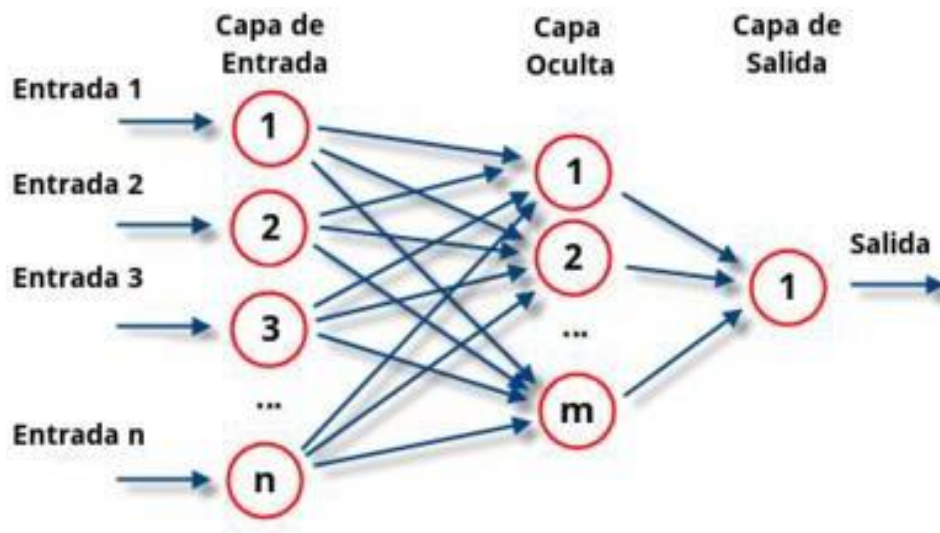 Capa de
Entrada
Capa
Oculta
Capa de
Salida
Entrada 1
Entrada 2
Entrada 3
Entrada n
1
2
3
...
n
1
2
...
m
1
Salida